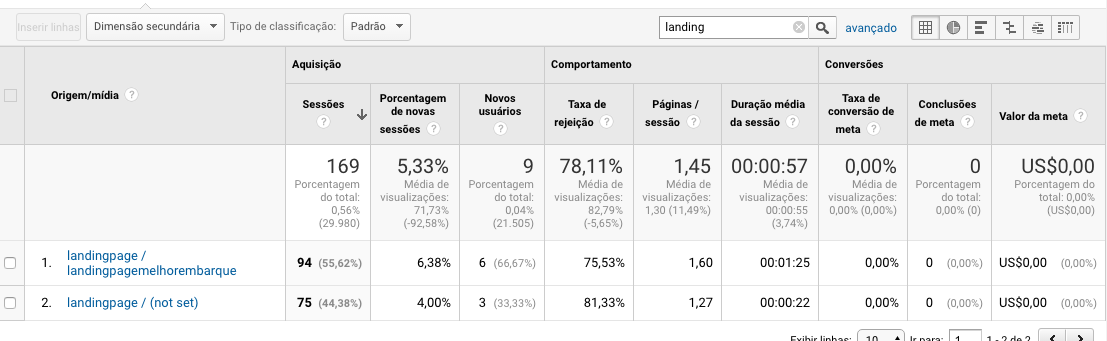 Inserir linhas Dimensão secundária Tipo de classificação: Padrão landing avançado
Aquisição Comportamento Conversões
Origem/mídia ? Sessões ? Porcentagem de novas sessões ? Novos usuários ? Taxa de rejeição ? Páginas / sessão ? Duração média da sessão ? Taxa de conversão de meta ? Conclusões de meta ? Valor da meta ?
169 5,33% 9 78,11% 1,45 00:00:57 0,00% 0 US$0,00
Porcentagem Média de Porcentagem Média de Média de Média de Média de Porcentagem Porcentagem do
do total: visualizações: do total: visualizações: visualizações: visualizações: visualizações: do total: total: 0,00%
0,56% 71,73% 0,04% 82,79% 1,30 (11,49%) 00:00:55 0,00% (0,00%) 0,00% (0) (US$0,00)
(29.980) (-92,58%) (21.505) (-5,65%) (3,74%)
1. landingpage / landingpagemelhorembarque 94 (55,62%) 6,38% 6 (66,67%) 75,53% 1,60 00:01:25 0,00% 0 (0,00%) US$0,00 (0,00%)
2. landingpage / (not set) 75 (44,38%) 4,00% 3 (33,33%) 81,33% 1,27 00:00:22 0,00% 0 (0,00%) US$0,00 (0,00%)
Exibir linhas: 10 Ir para: 1 1 - 2 de 2